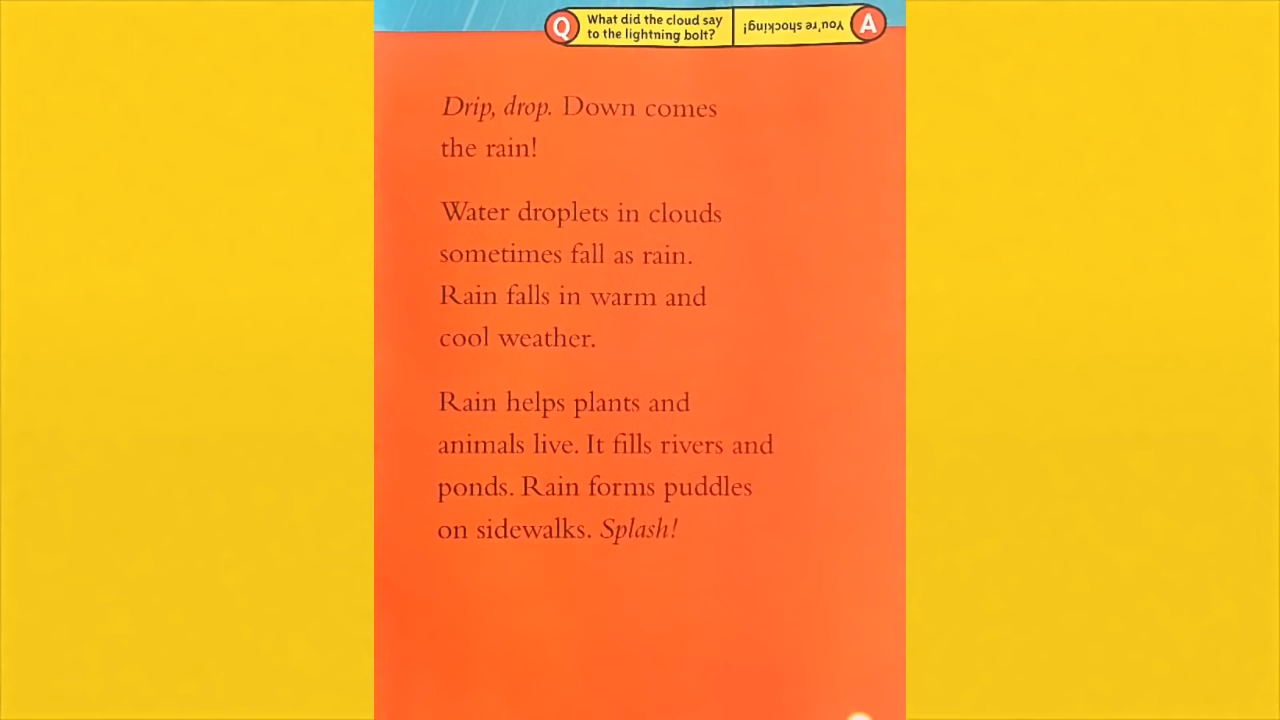 Q
What did the cloud say
to the lightning bolt?
You're shocking!
A
Drip, drop. Down comes
the rain!
Water droplets in clouds
sometimes fall as rain.
Rain falls in warm and
cool weather.
Rain helps plants and
animals live. It fills rivers and
ponds. Rain forms puddles
on sidewalks. Splash!